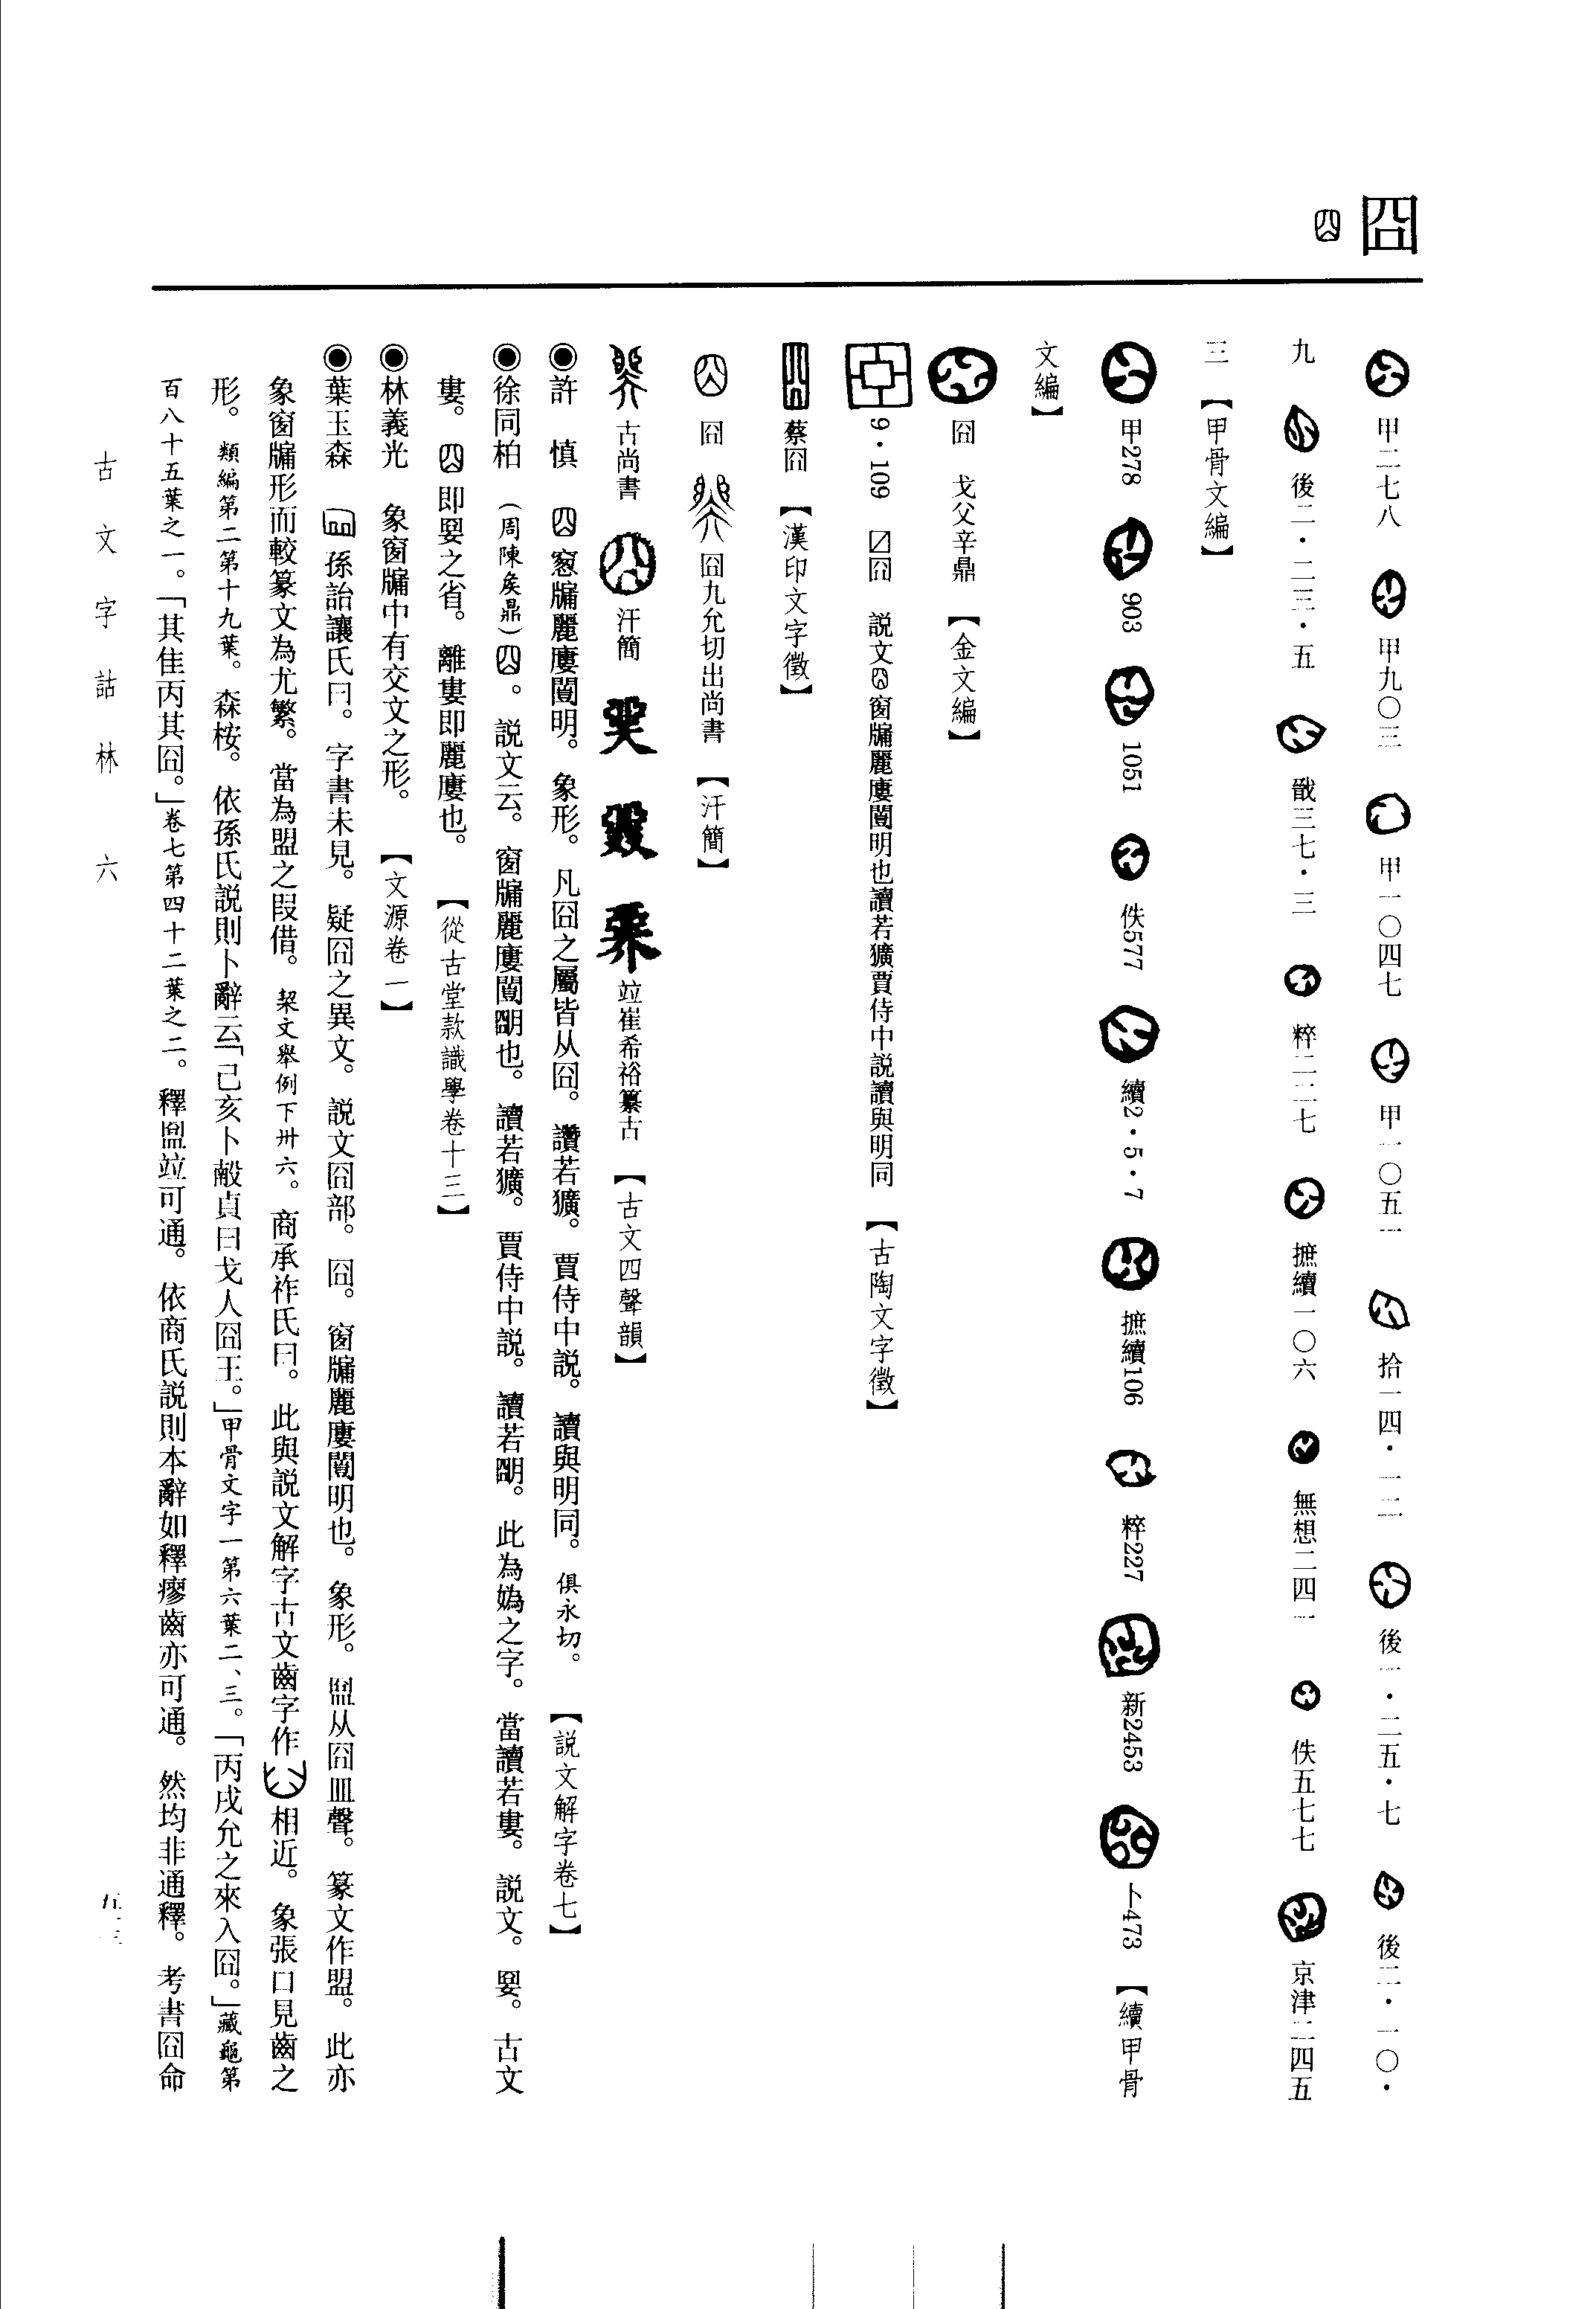 囧
甲二七八 甲九〇三 甲一〇四七 甲一〇五一 拾一四·一二 後一·二五·七 後二·一〇·
九 後二·二三·五 戩三七·三 粹二二七 摭續一〇六 無想二四一 佚五七七 京津二四五
三 【甲骨文編】
甲278 903 1051 佚577 續2·5·7 摭續106 粹227 新2453 卜473 【續甲骨
文編】
囧 戈父辛鼎 【金文編】
9·109 囧 説文囧窗牖麗廔闓明也讀若獷賈侍中説讀與明同 【古陶文字徵】
蔡囧 【漢印文字徵】
囧 囧九允切出尚書 【汗簡】
古尚書 汗簡 竝崔希裕纂古 【古文四聲韻】
◉許 慎 囧窻牖麗廔闓明。象形。凡囧之屬皆从囧。讀若獷。賈侍中説。讀與明同。俱永切。 【説文解字卷七】
◉徐同柏 (周陳矦鼎)囧。説文云。窗牖麗廔闓朙也。讀若獷。賈侍中説。讀若朙。此為媯之字。當讀若婁。説文。婁。古文
婁。囧即婁之省。離婁即麗廔也。 【從古堂款識學卷十三】
◉林義光 象窗牖中有交文之形。 【文源卷一】
◉葉玉森 孫詒讓氏曰。字書未見。疑囧之異文。説文囧部。囧。窗牖麗廔闓明也。象形。盟从囧皿聲。篆文作盟。此亦
象窗牖形而較篆文為尤繁。當為盟之叚借。栔文舉例下卅六。商承祚氏曰。此與説文解字古文齒字作相近。象張口見齒之
形。類編第二第十九葉。森桉。依孫氏説則卜辭云「己亥卜㱿貞曰戈人囧王。」甲骨文字一第六葉二、三。「丙戌允之來入囧。」藏龜第
百八十五葉之一。「其隹丙其囧。」卷七第四十二葉之二。釋盟竝可通。依商氏説則本辭如釋瘳齒亦可通。然均非通釋。考書囧命
古文字詁林 六